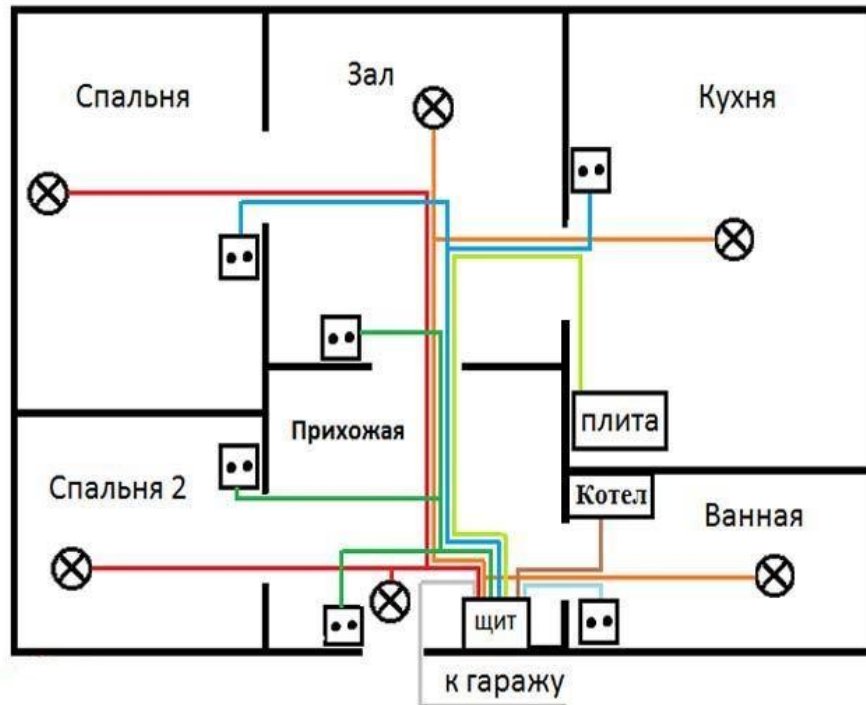 Зал
Спальня
Кухня
плита
Прихожая
Спальня 2
Котел
Ванная
щит
к гаражу